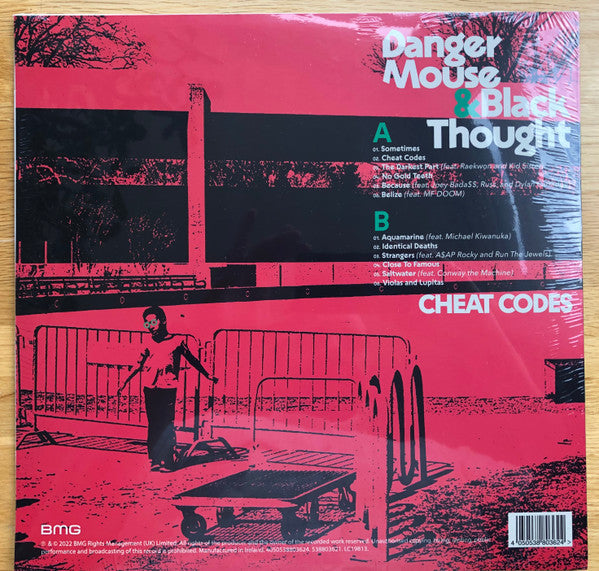 Danger
Mouse
& Black
Thought
A
01. Sometimes
02. Cheat Codes
03. The Darkest Part (feat. Raekwon and Kid Sister)
04. No Gold Teeth
05. Because (feat. Joey Bada$$, Russ, and Dylan
06. Belize (feat. MF DOOM)
B
01. Aquamarine (feat. Michael Kiwanuka)
02. Identical Deaths
03. Strangers (feat. A$AP Rocky and Run The Jewels)
04. Close To Famous
05. Saltwater (feat. Conway the Machine)
06. Violas and Lupitas
CHEAT CODES
BMG
℗ & © 2022 BMG Rights Management (UK) Limited. All rights of the producer and the owner of the recorded work reserved. Unauthorized copying, hiring, lending, public
performance and broadcasting of this record is prohibited. Manufactured in Ireland. 4050538803624. 538803621. LC19813.
4 050538 803624 >